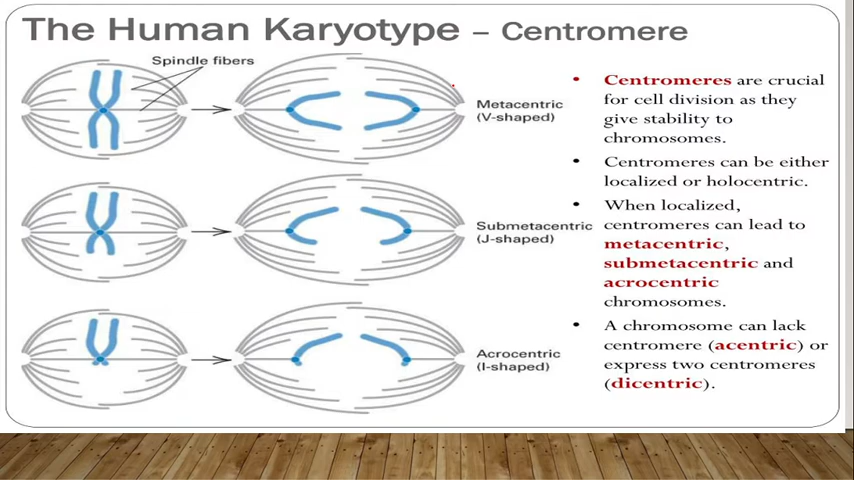 The Human Karyotype – Centromere
Spindle fibers
Metacentric
(V-shaped)
Submetacentric
(J-shaped)
Acrocentric
(I-shaped)
• Centromeres are crucial
for cell division as they
give stability to
chromosomes.
• Centromeres can be either
localized or holocentric.
• When localized,
centromeres can lead to
metacentric,
submetacentric and
acrocentric
chromosomes.
• A chromosome can lack
centromere (acentric) or
express two centromeres
(dicentric).